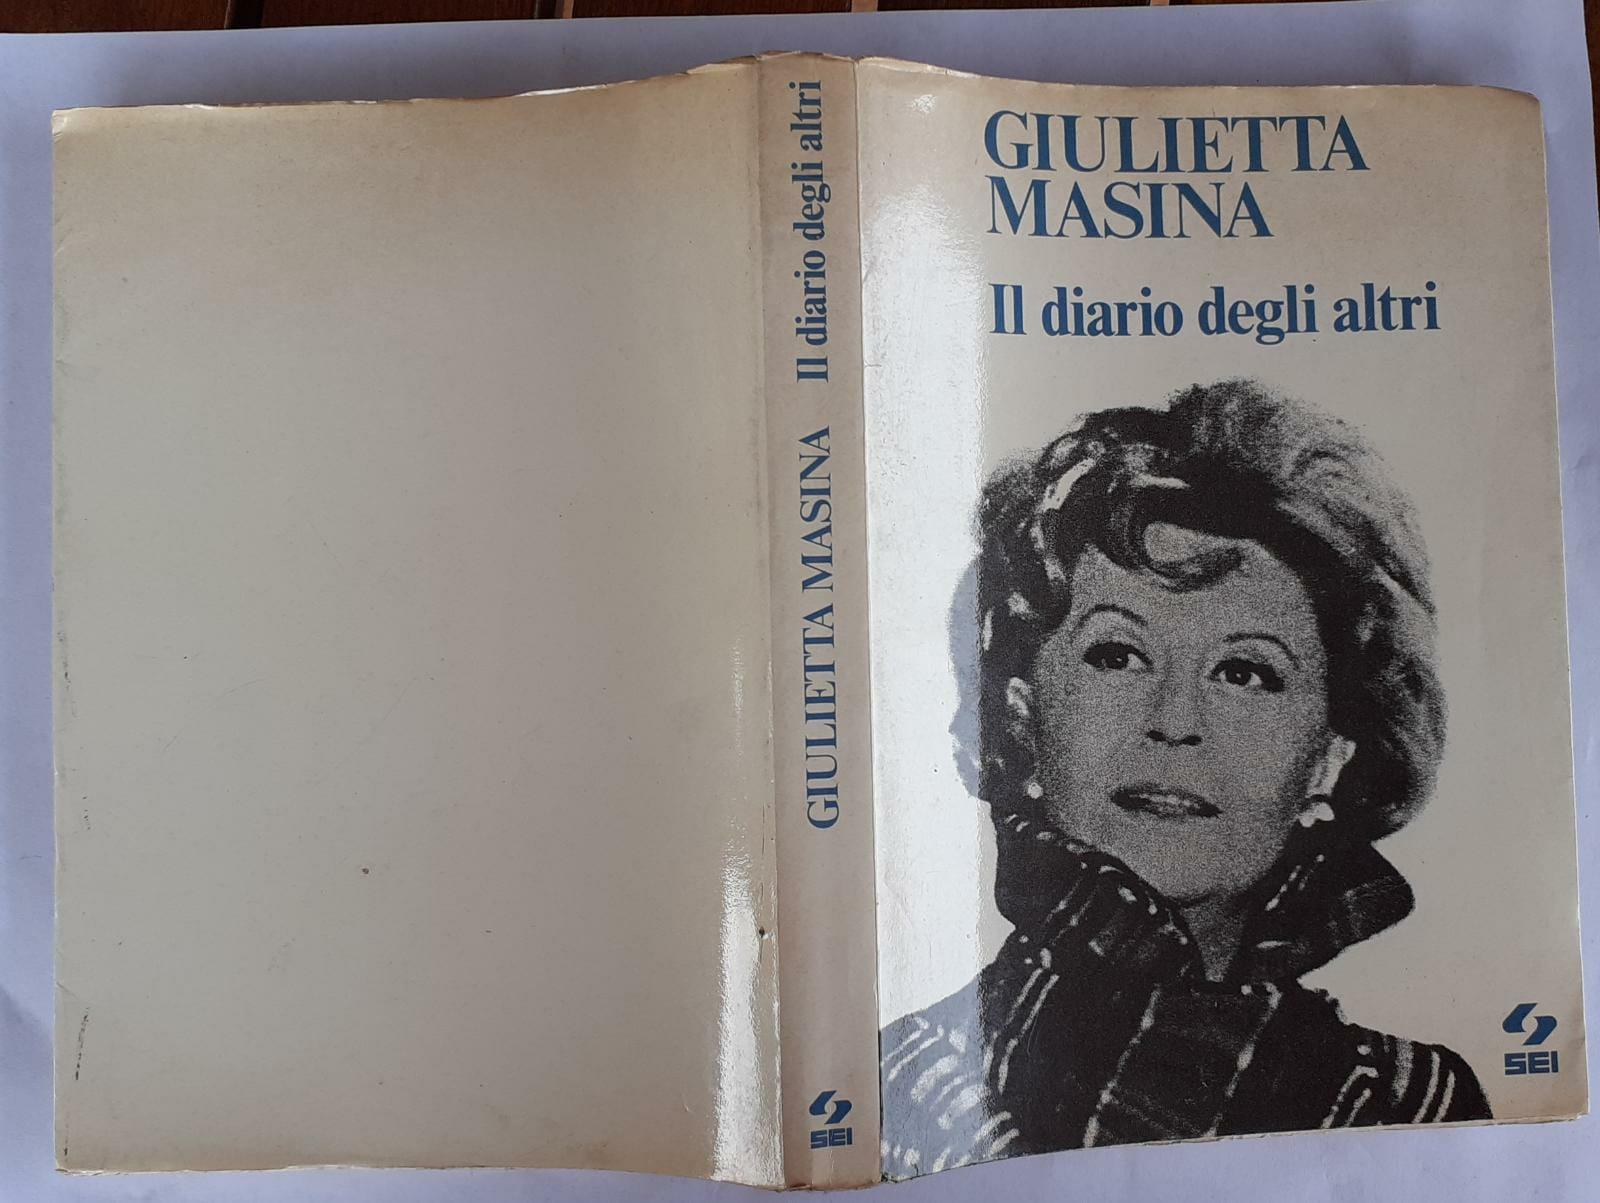 GIULIETTA MASINA Il diario degli altri
SEI
GIULIETTA
MASINA
Il diario degli altri
SEI